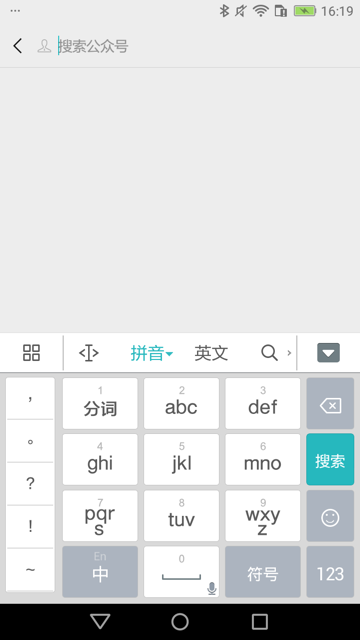 16:19
搜索公众号
拼音 英文
, 1 分词 2 abc 3 def
。 4 ghi 5 jkl 6 mno 搜索
? 7 pqrs 8 tuv 9 wxyz
!
~ En 中 0 符号 123